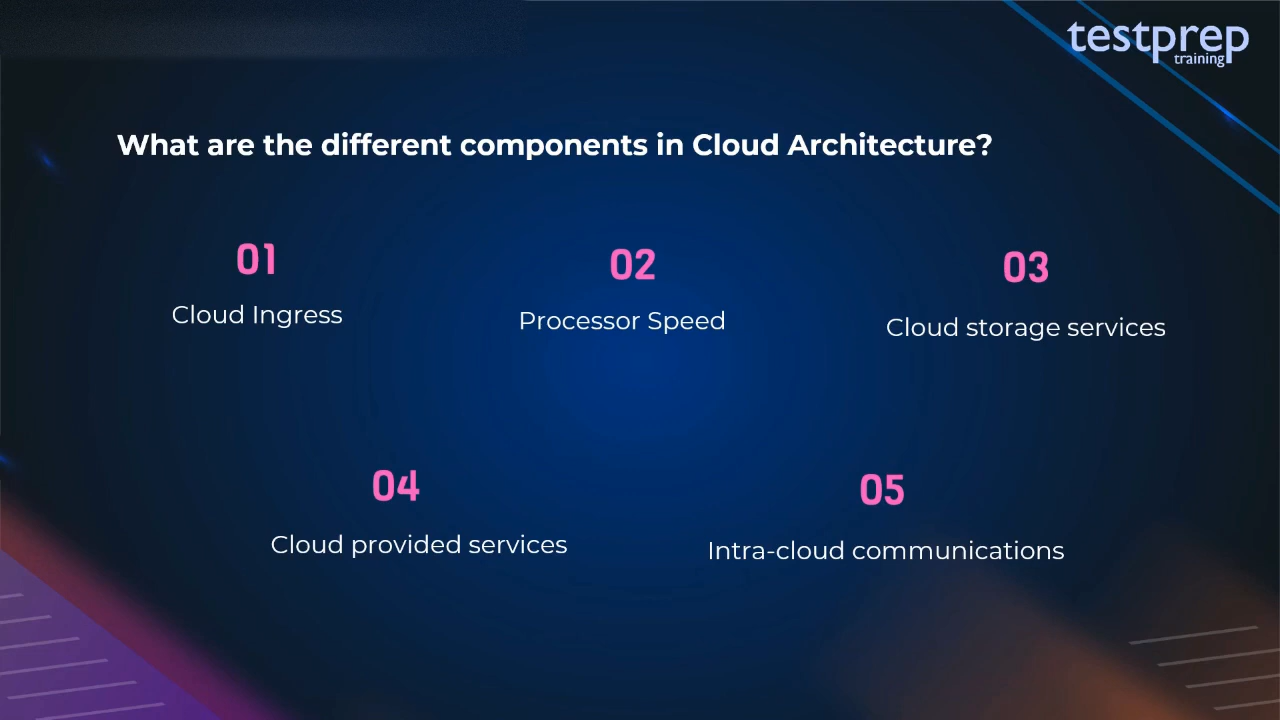 testprep
training
What are the different components in Cloud Architecture?
01
Cloud Ingress
02
Processor Speed
03
Cloud storage services
04
Cloud provided services
05
Intra-cloud communications